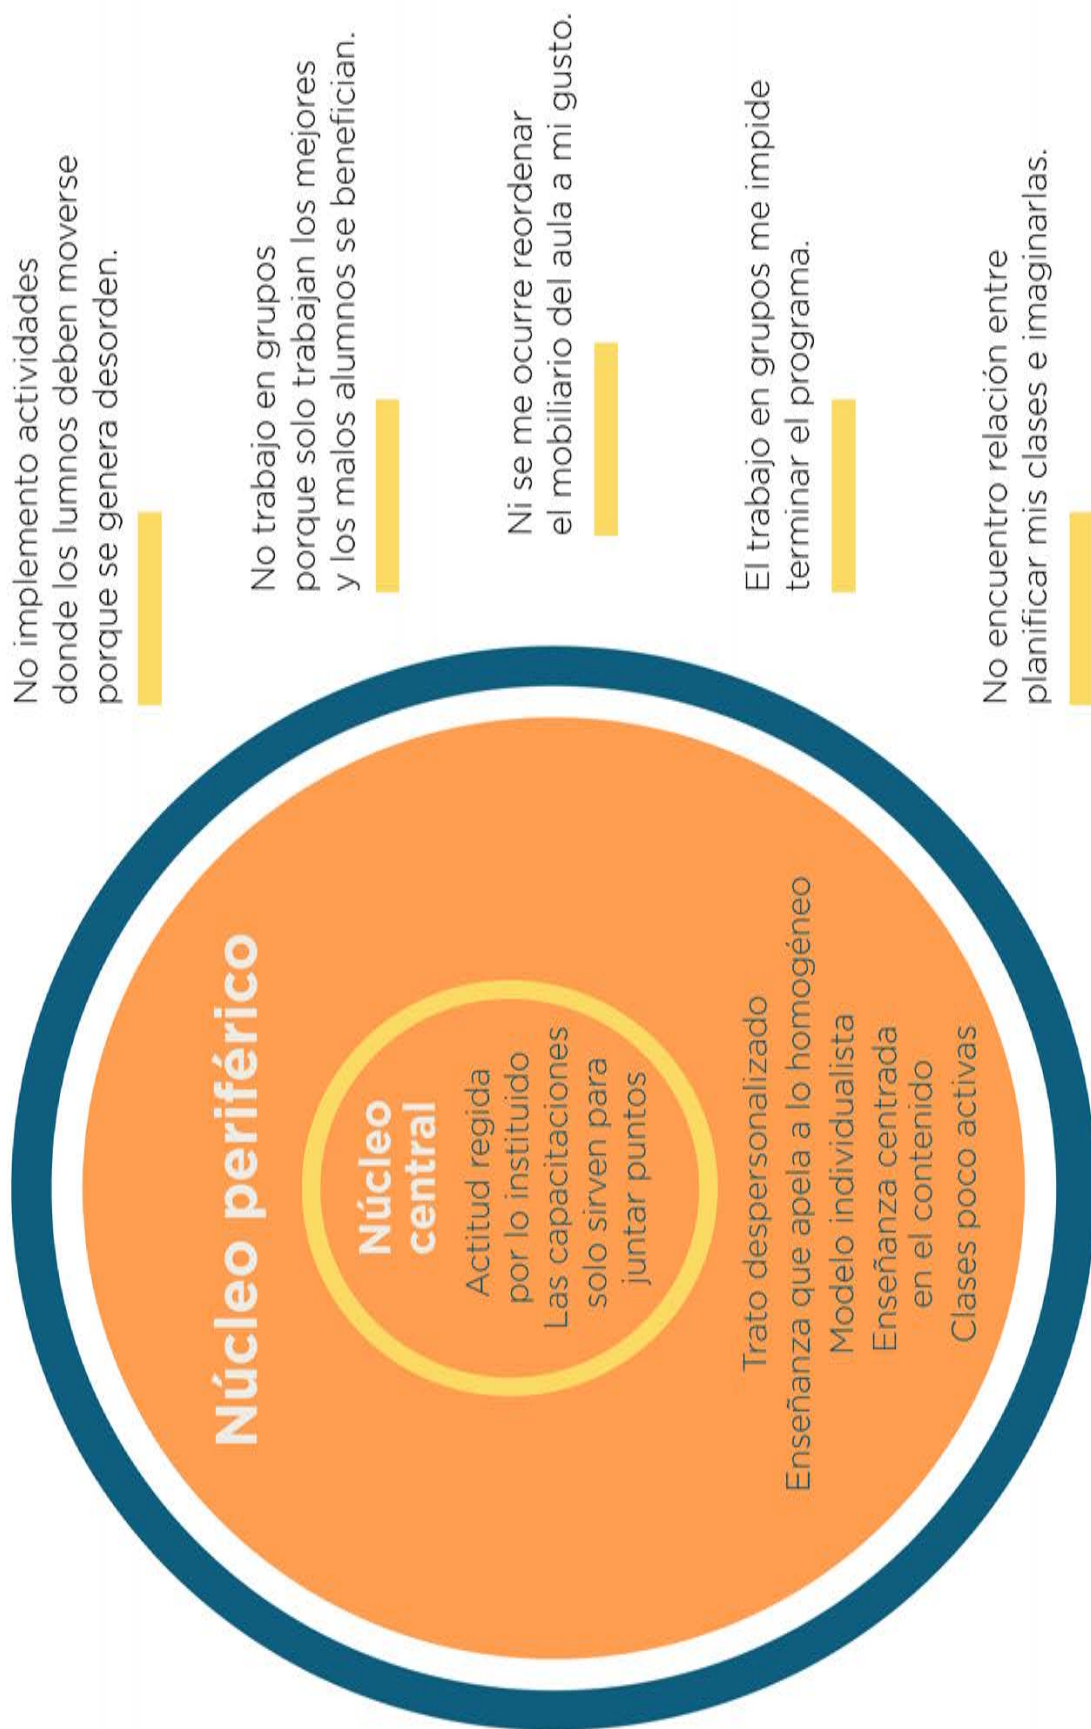 Núcleo periférico
Núcleo
central
Actitud regida
por lo instituido
Las capacitaciones
solo sirven para
juntar puntos
Trato despersonalizado
Enseñanza que apela a lo homogéneo
Modelo individualista
Enseñanza centrada
en el contenido
Clases poco activas
No implemento actividades
donde los lumnos deben moverse
porque se genera desorden.
No trabajo en grupos
porque solo trabajan los mejores
y los malos alumnos se benefician.
Ni se me ocurre reordenar
el mobiliario del aula a mi gusto.
El trabajo en grupos me impide
terminar el programa.
No encuentro relación entre
planificar mis clases e imaginarlas.